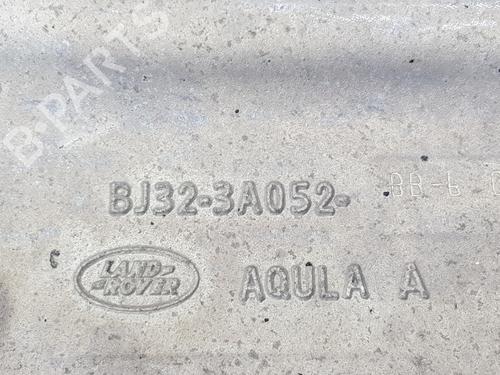 B-PARTS
BJ32-3A052-
BB-6
LAND-
-ROVER
AQULA A